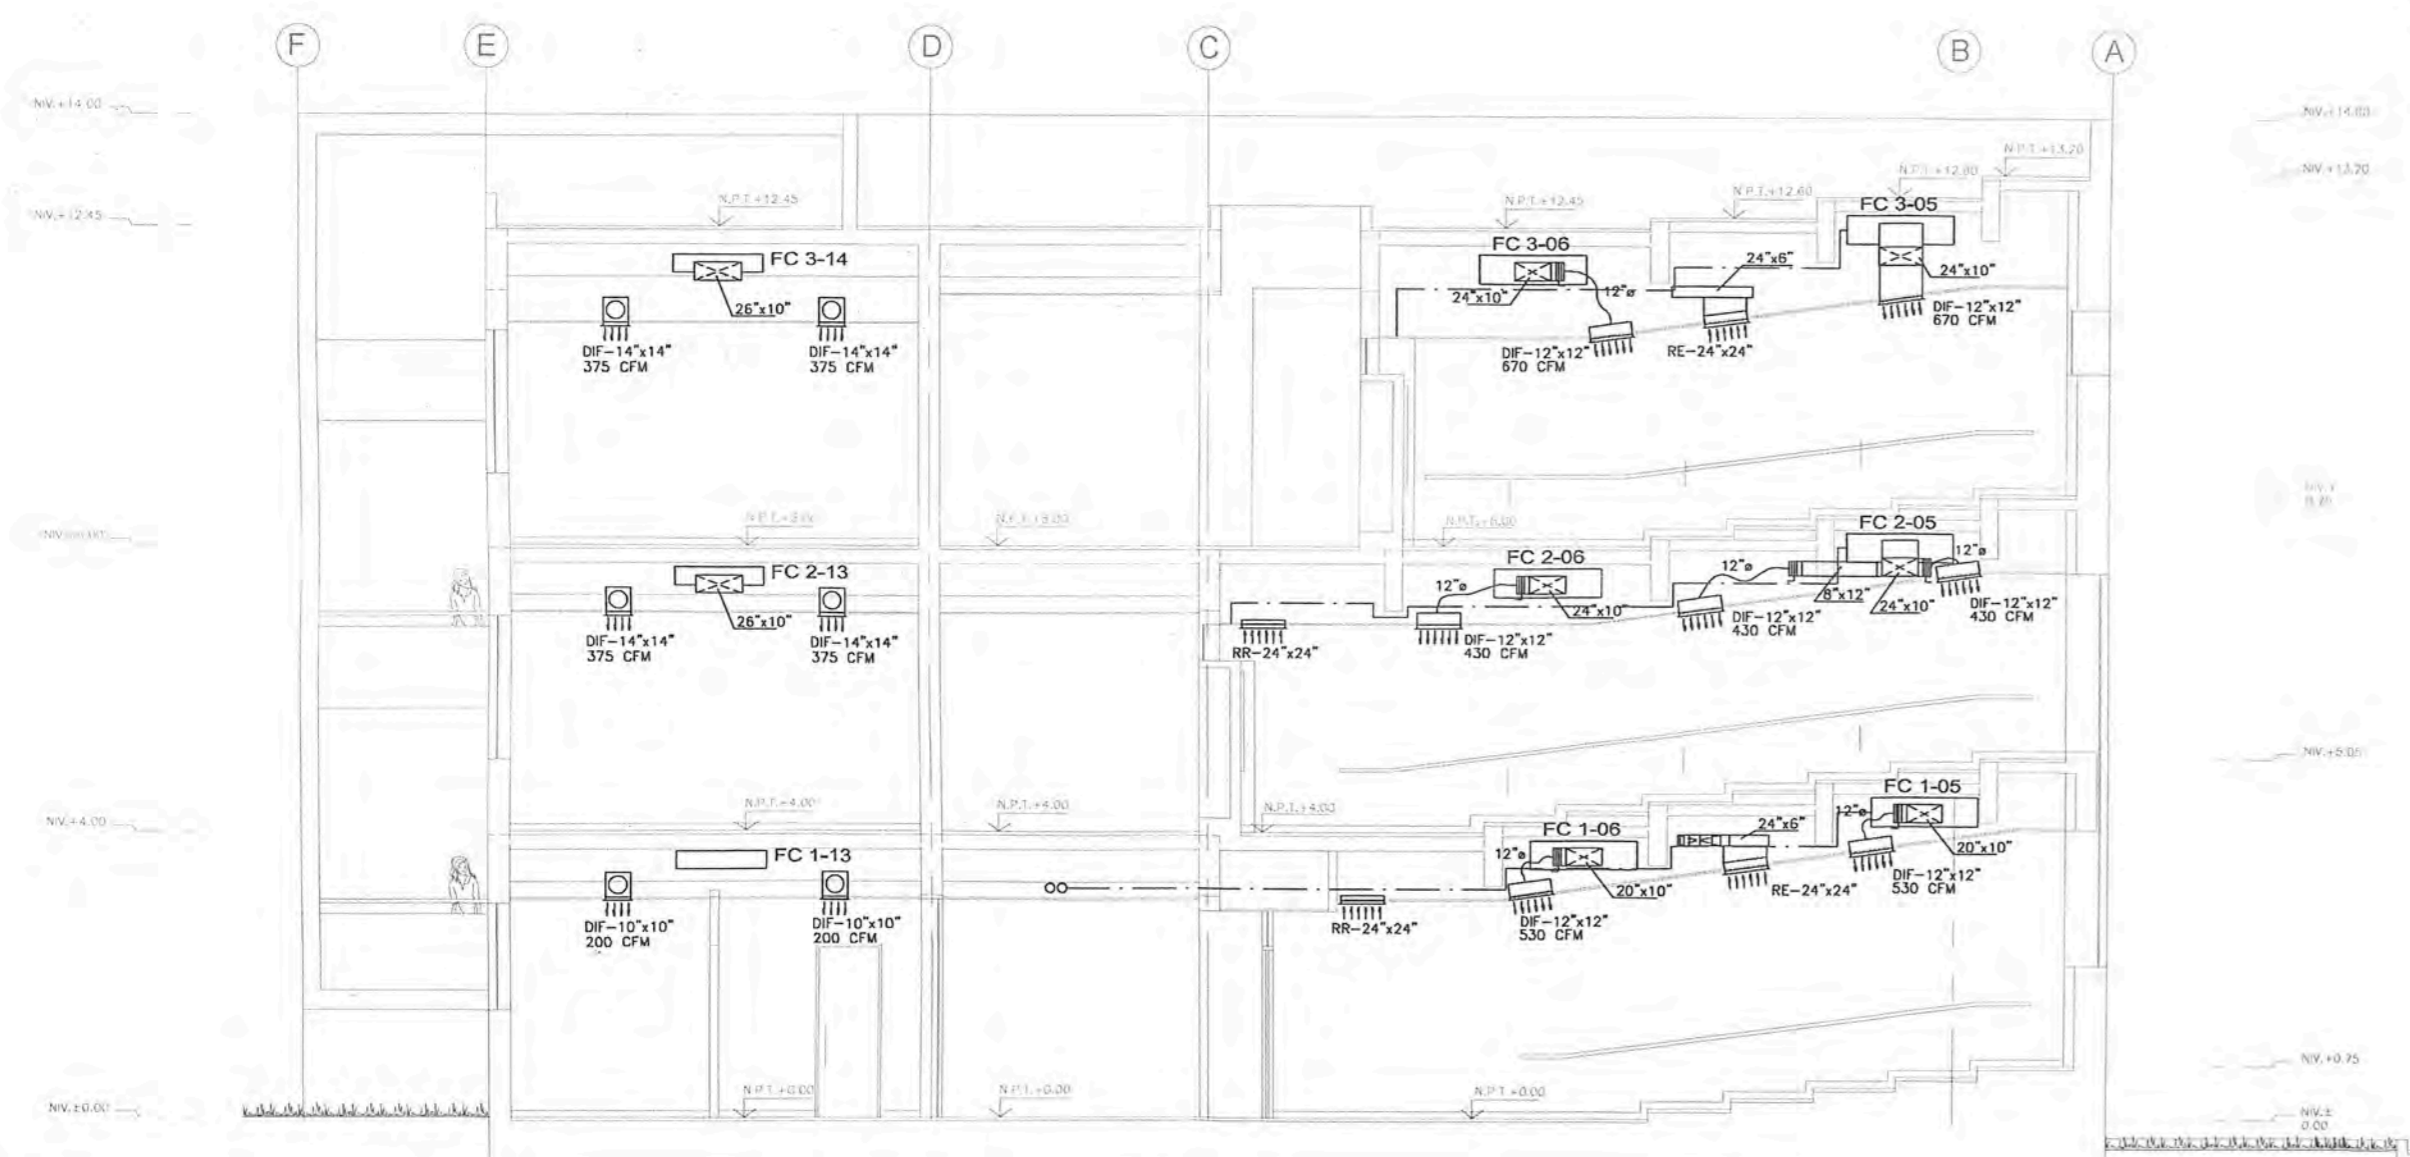 F
E
D
C
B
A
NIV.+14.00
NIV.+14.00
N.P.T.+13.20
NIV.+13.20
N.P.T.+12.80
N.P.T.+12.60
N.P.T.+12.45
N.P.T.+12.45
NIV.+12.45
FC 3-05
FC 3-06
FC 3-14
24"x6"
24"x10"
24"x10"
12"ø
26"x10"
DIF-12"x12"
670 CFM
DIF-14"x14"
375 CFM
DIF-14"x14"
375 CFM
DIF-12"x12"
670 CFM
RE-24"x24"
N.P.T.+8.00
N.P.T.+8.00
FC 2-05
FC 2-06
FC 2-13
12"ø
12"ø
12"ø
26"x10"
24"x10"
8"x12"
24"x10"
DIF-14"x14"
375 CFM
DIF-14"x14"
375 CFM
RR-24"x24"
DIF-12"x12"
430 CFM
DIF-12"x12"
430 CFM
DIF-12"x12"
430 CFM
NIV.+5.05
NIV.+4.00
N.P.T.+4.00
N.P.T.+4.00
N.P.T.+4.00
FC 1-05
FC 1-06
FC 1-13
12"ø
12"ø
24"x6"
20"x10"
20"x10"
DIF-10"x10"
200 CFM
DIF-10"x10"
200 CFM
RR-24"x24"
DIF-12"x12"
530 CFM
RE-24"x24"
DIF-12"x12"
530 CFM
NIV.+0.75
N.P.T.+0.00
N.P.T.+0.00
N.P.T.+0.00
NIV.±0.00
NIV.±
0.00